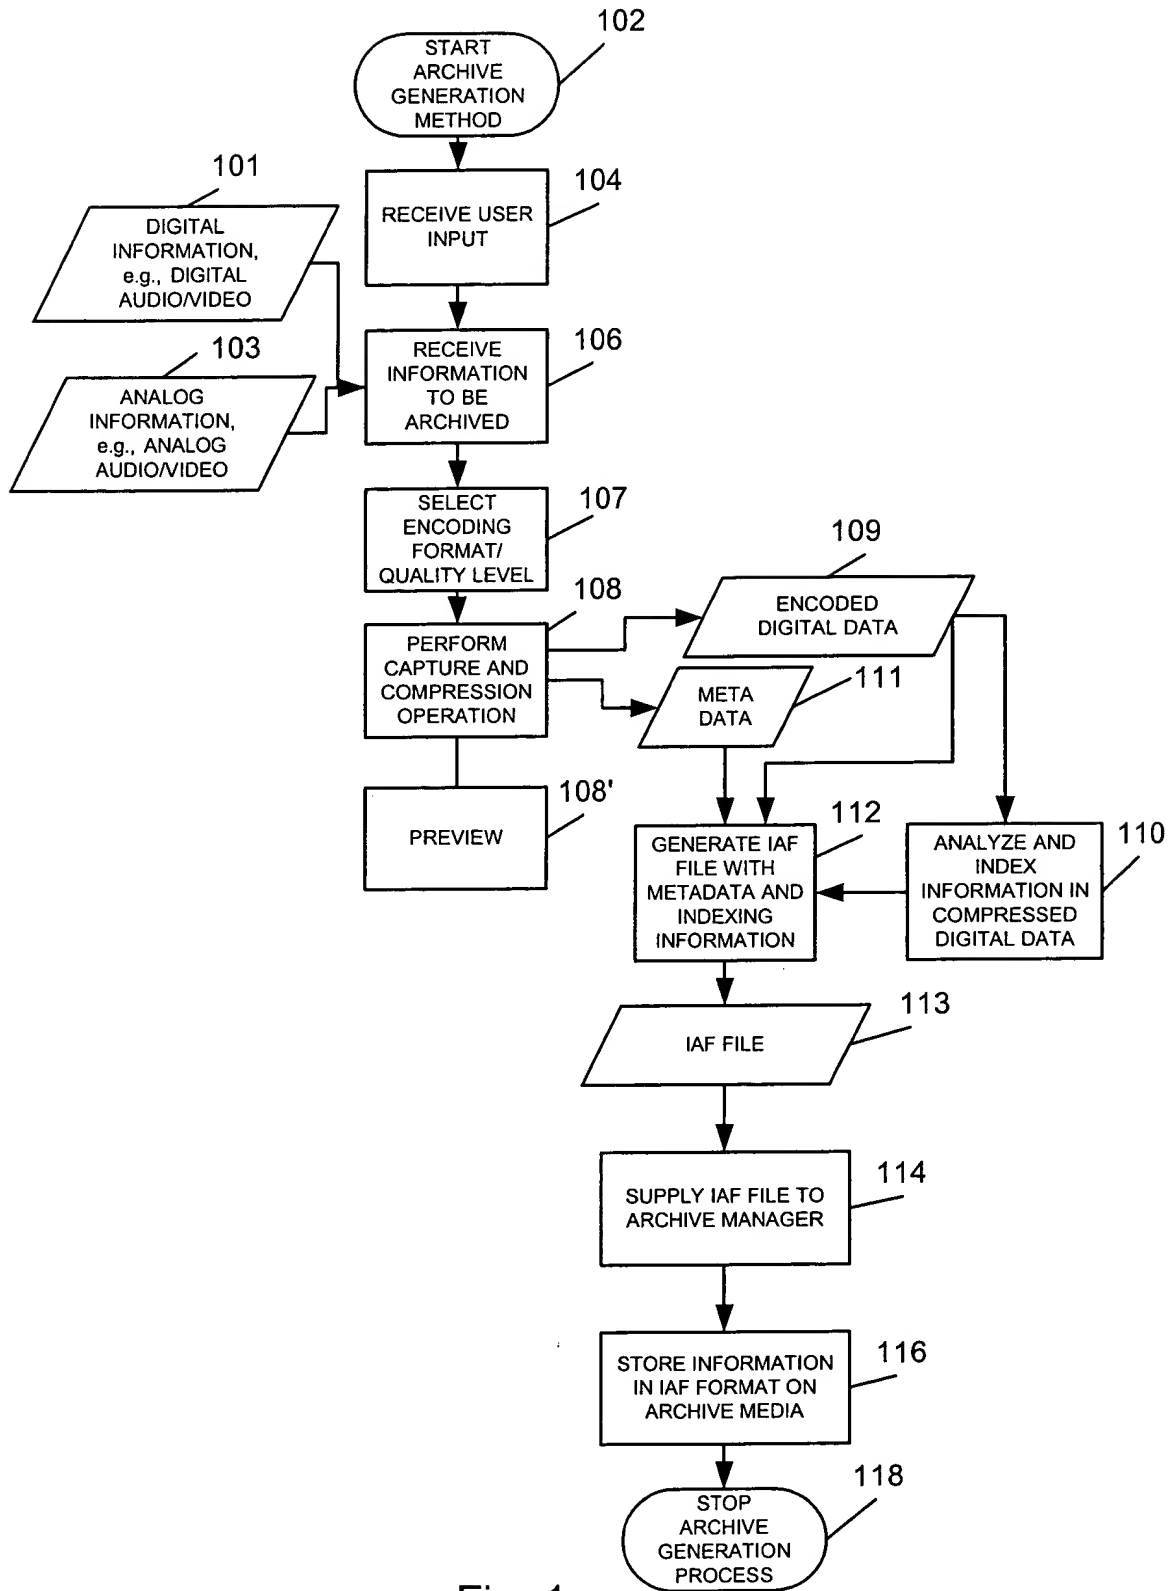 102
START
ARCHIVE
GENERATION
METHOD
101
DIGITAL
INFORMATION,
e.g., DIGITAL
AUDIO/VIDEO
104
RECEIVE USER
INPUT
103
ANALOG
INFORMATION,
e.g., ANALOG
AUDIO/VIDEO
106
RECEIVE
INFORMATION
TO BE
ARCHIVED
107
SELECT
ENCODING
FORMAT/
QUALITY LEVEL
108
PERFORM
CAPTURE AND
COMPRESSION
OPERATION
109
ENCODED
DIGITAL DATA
111
META
DATA
108'
PREVIEW
112
GENERATE IAF
FILE WITH
METADATA AND
INDEXING
INFORMATION
110
ANALYZE AND
INDEX
INFORMATION IN
COMPRESSED
DIGITAL DATA
113
IAF FILE
114
SUPPLY IAF FILE TO
ARCHIVE MANAGER
116
STORE INFORMATION
IN IAF FORMAT ON
ARCHIVE MEDIA
118
STOP
ARCHIVE
GENERATION
PROCESS
Fig. 1